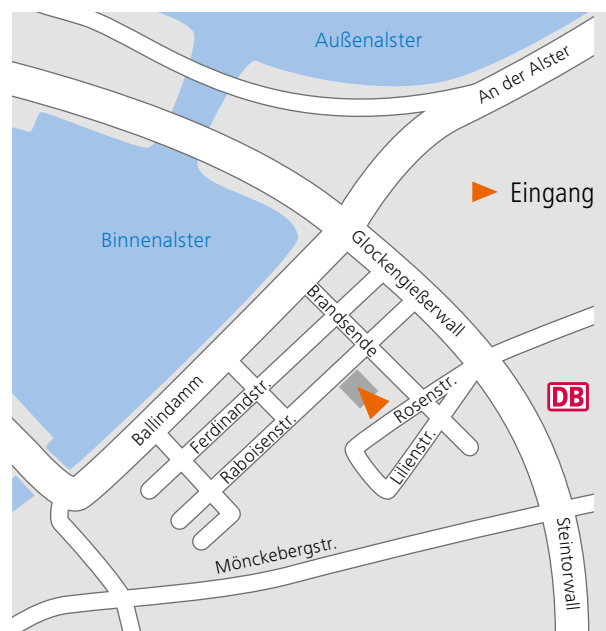 Außenalster
An der Alster
Eingang
Binnenalster
Glockengießerwall
Brandsende
Ballindamm
Ferdinandstr.
Raboisenstr.
Rosenstr.
Lilienstr.
DB
Mönckebergstr.
Steintorwall